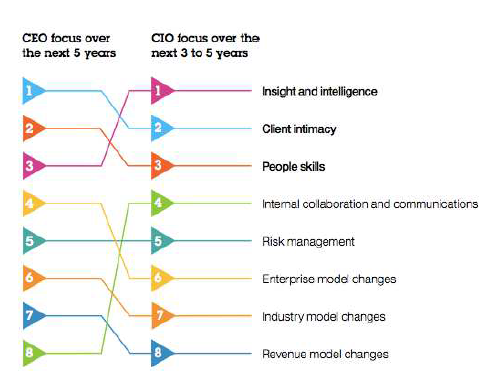 CEO focus over
the next 5 years
CIO focus over the
next 3 to 5 years
1 1 Insight and intelligence
2 2 Client intimacy
3 3 People skills
4 4 Internal collaboration and communications
5 5 Risk management
6 6 Enterprise model changes
7 7 Industry model changes
8 8 Revenue model changes